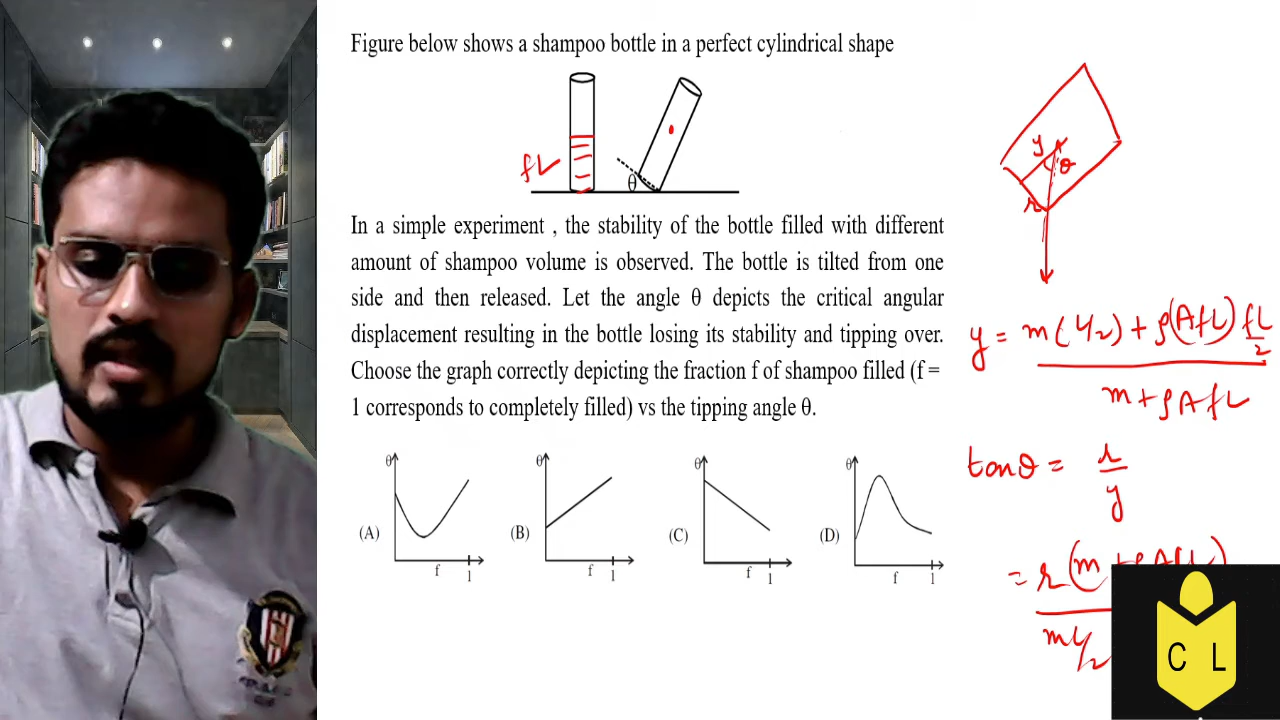 Figure below shows a shampoo bottle in a perfect cylindrical shape
fL
θ
In a simple experiment , the stability of the bottle filled with different
amount of shampoo volume is observed. The bottle is tilted from one
side and then released. Let the angle θ depicts the critical angular
displacement resulting in the bottle losing its stability and tipping over.
Choose the graph correctly depicting the fraction f of shampoo filled (f =
1 corresponds to completely filled) vs the tipping angle θ.
(A) θ f 1
(B) θ f 1
(C) θ f 1
(D) θ f 1
y θ
r
y = m(L/2) + ρ(AfL) fL/2
m + ρAfL
tanθ = r/y
= r(m + ρAfL)
mL/2
C L